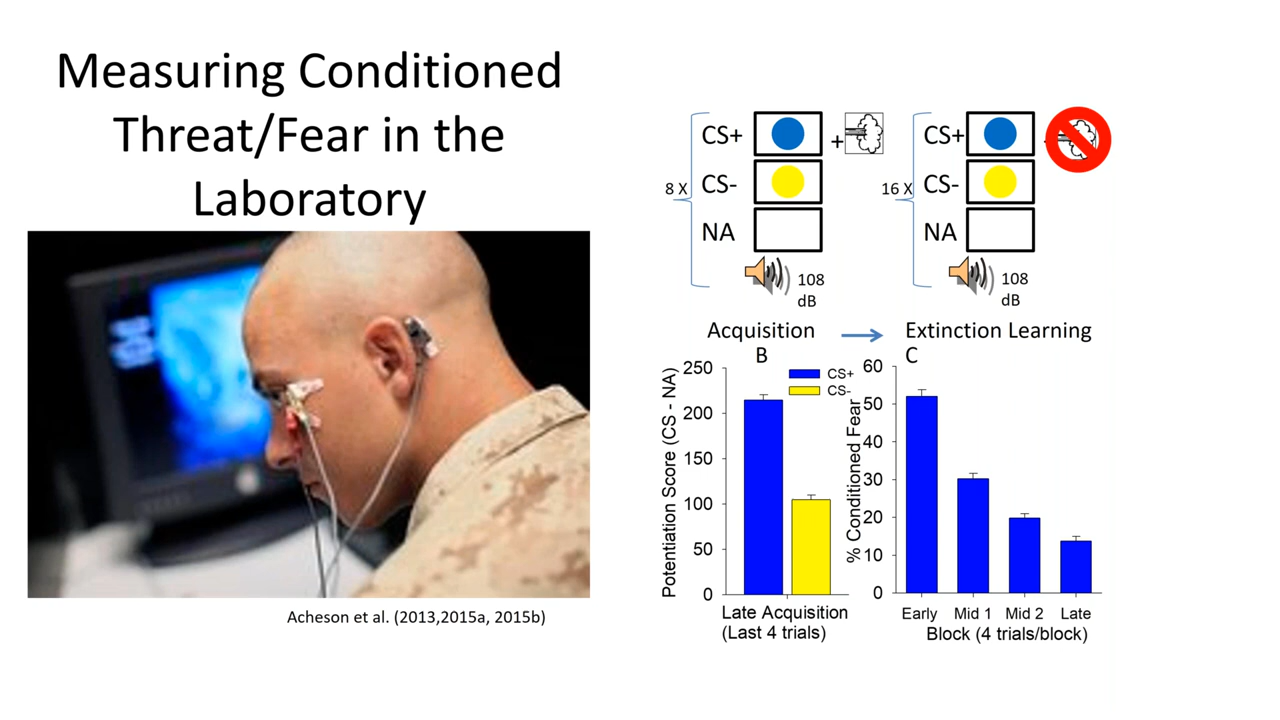 Measuring Conditioned
Threat/Fear in the
Laboratory
Acheson et al. (2013,2015a, 2015b)
8 X
CS+
+
CS-
NA
108
dB
Acquisition
16 X
CS+
CS-
NA
108
dB
Extinction Learning
B
Potentiation Score (CS - NA)
250
200
150
100
50
0
CS+
CS-
Late Acquisition
(Last 4 trials)
C
% Conditioned Fear
60
50
40
30
20
10
0
Early Mid 1 Mid 2 Late
Block (4 trials/block)